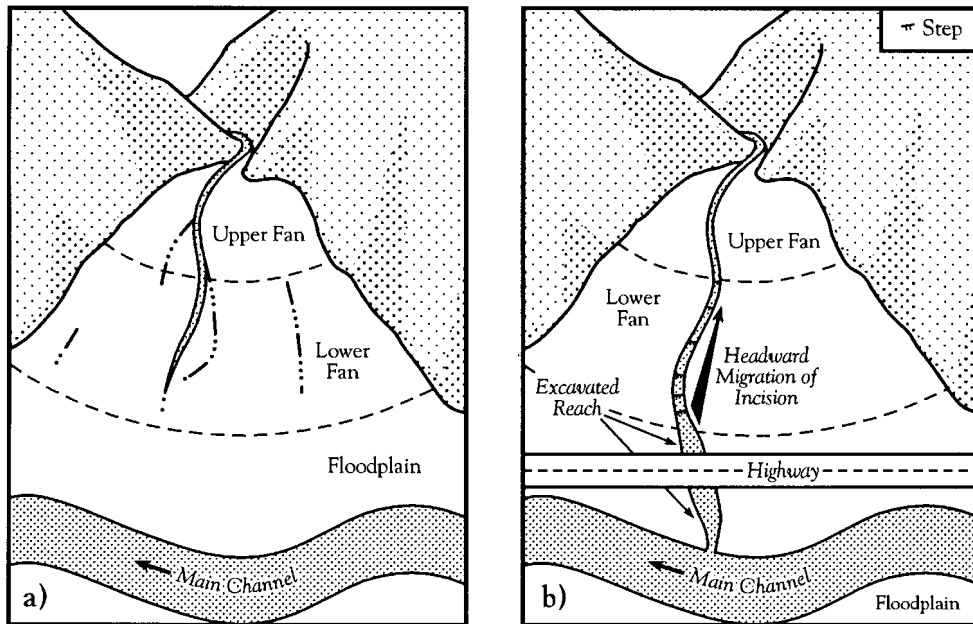 Upper Fan
Lower
Fan
Floodplain
Main Channel
a)
Step
Upper Fan
Lower
Fan
Headward
Migration of
Incision
Excavated
Reach
Highway
Main Channel
Floodplain
b)